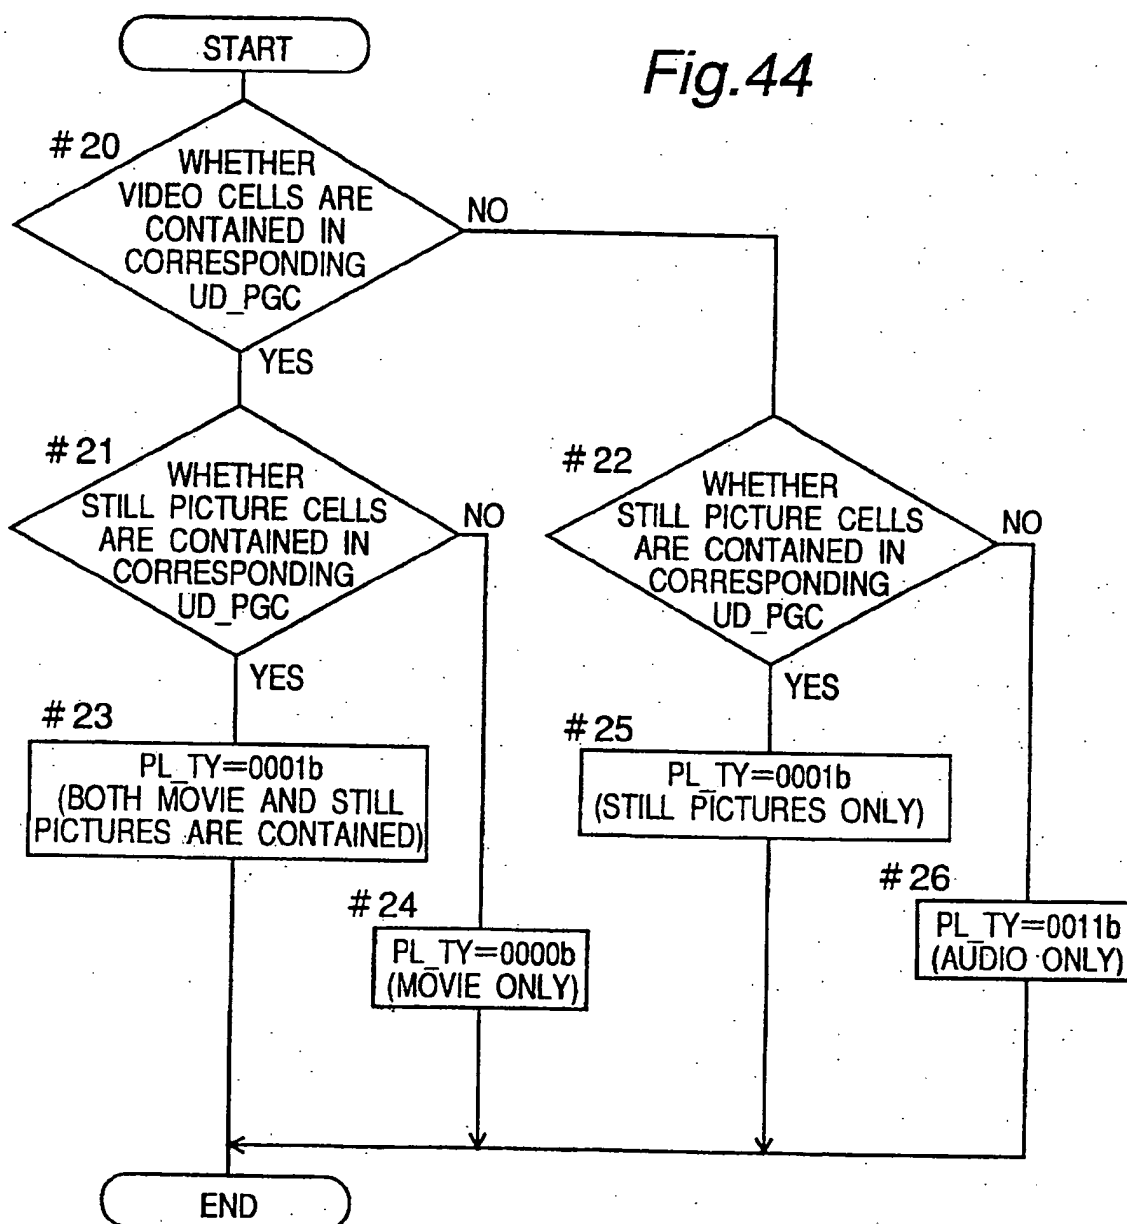 START
Fig.44
#20
WHETHER
VIDEO CELLS ARE
CONTAINED IN
CORRESPONDING
UD_PGC
NO
YES
#21
WHETHER
STILL PICTURE CELLS
ARE CONTAINED IN
CORRESPONDING
UD_PGC
NO
YES
#22
WHETHER
STILL PICTURE CELLS
ARE CONTAINED IN
CORRESPONDING
UD_PGC
NO
YES
#23
PL_TY=0001b
(BOTH MOVIE AND STILL
PICTURES ARE CONTAINED)
#25
PL_TY=0001b
(STILL PICTURES ONLY)
#24
PL_TY=0000b
(MOVIE ONLY)
#26
PL_TY=0011b
(AUDIO ONLY)
END